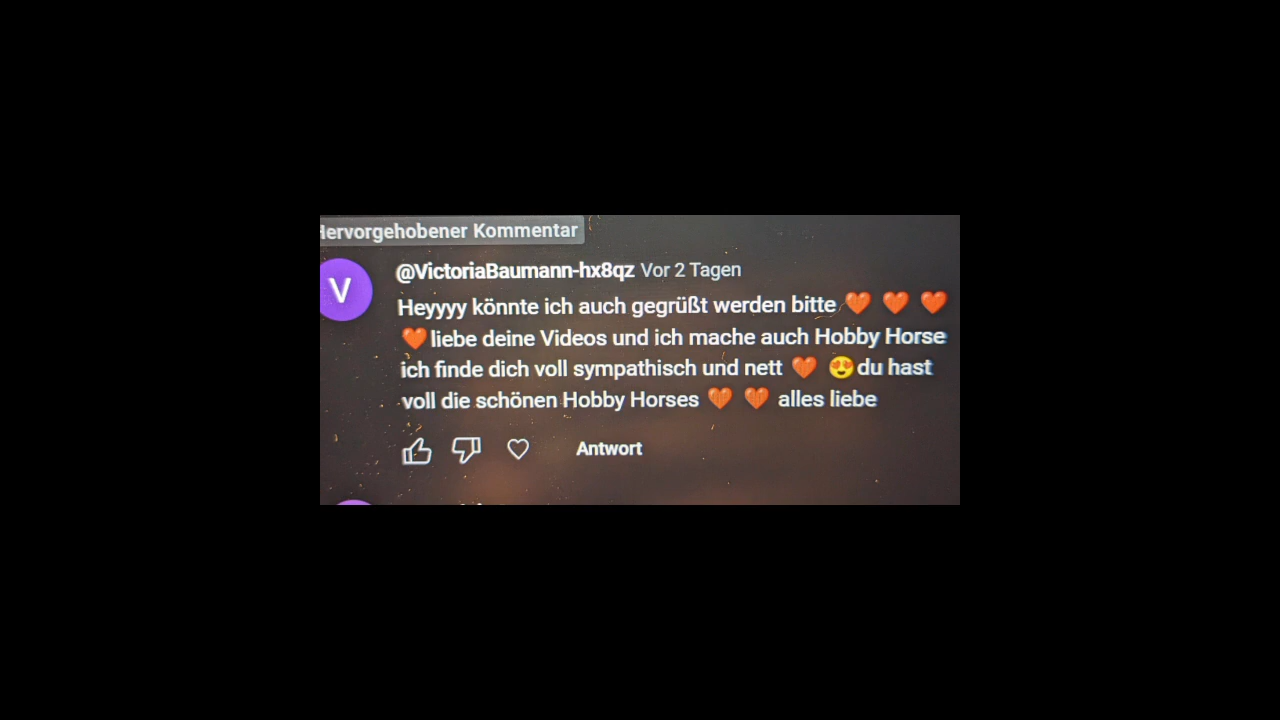 Hervorgehobener Kommentar
V
@VictoriaBaumann-hx8qz Vor 2 Tagen
Heyyyy könnte ich auch gegrüßt werden bitte 🧡 🧡 🧡
🧡liebe deine Videos und ich mache auch Hobby Horse
ich finde dich voll sympathisch und nett 🧡 😍du hast
voll die schönen Hobby Horses 🧡 🧡 alles liebe
Antwort